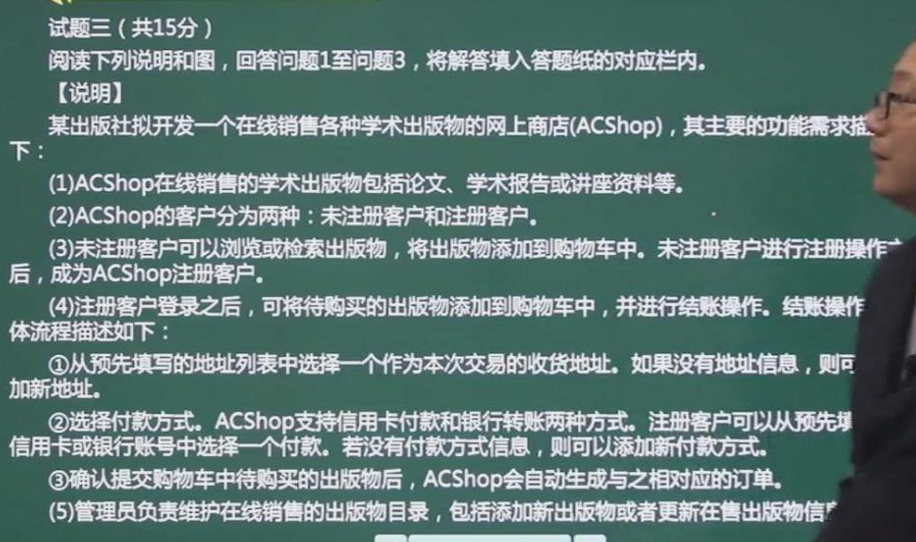 试题三（共15分）
阅读下列说明和图，回答问题1至问题3，将解答填入答题纸的对应栏内。
【说明】
某出版社拟开发一个在线销售各种学术出版物的网上商店(ACShop)，其主要的功能需求描
下：
(1)ACShop在线销售的学术出版物包括论文、学术报告或讲座资料等。
(2)ACShop的客户分为两种：未注册客户和注册客户。
(3)未注册客户可以浏览或检索出版物，将出版物添加到购物车中。未注册客户进行注册操作
后，成为ACShop注册客户。
(4)注册客户登录之后，可将待购买的出版物添加到购物车中，并进行结账操作。结账操作
体流程描述如下：
①从预先填写的地址列表中选择一个作为本次交易的收货地址。如果没有地址信息，则可
加新地址。
②选择付款方式。ACShop支持信用卡付款和银行转账两种方式。注册客户可以从预先填
信用卡或银行账号中选择一个付款。若没有付款方式信息，则可以添加新付款方式。
③确认提交购物车中待购买的出版物后，ACShop会自动生成与之相对应的订单。
(5)管理员负责维护在线销售的出版物目录，包括添加新出版物或者更新在售出版物信